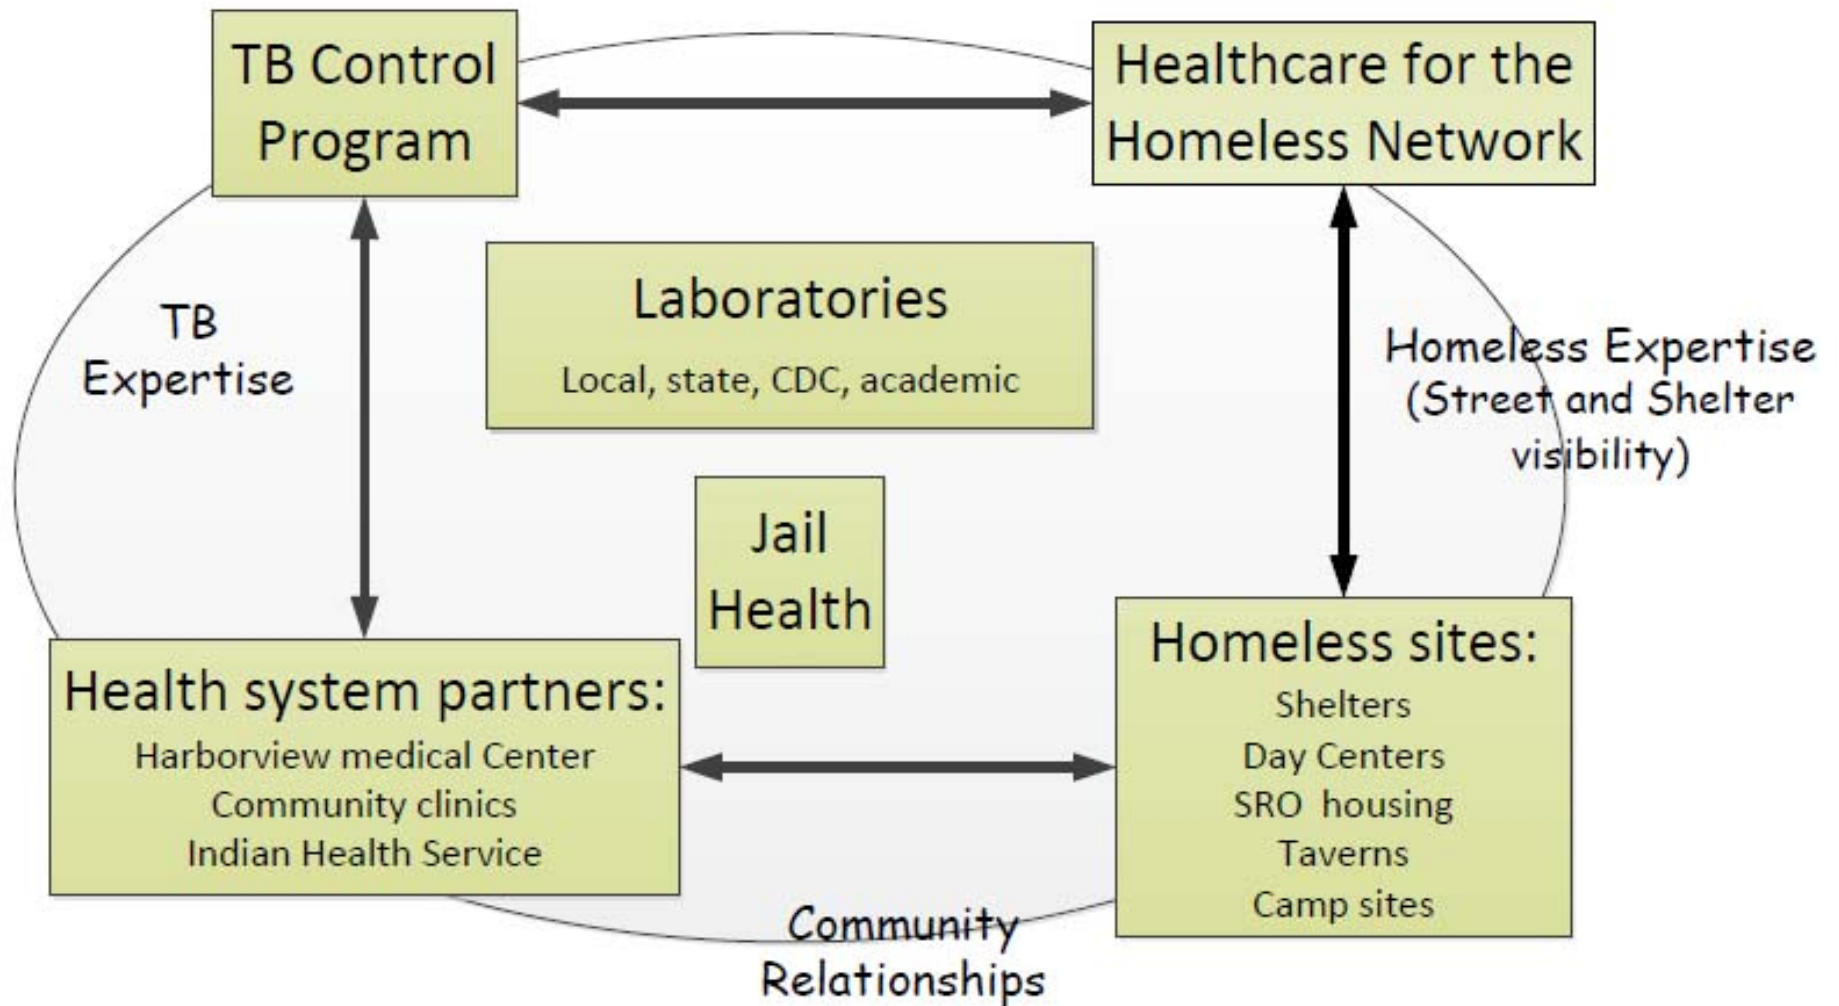 TB Control
Program
Healthcare for the
Homeless Network
Laboratories
Local, state, CDC, academic
TB
Expertise
Homeless Expertise
(Street and Shelter
visibility)
Jail
Health
Health system partners:
Harborview medical Center
Community clinics
Indian Health Service
Homeless sites:
Shelters
Day Centers
SRO housing
Taverns
Camp sites
Community
Relationships